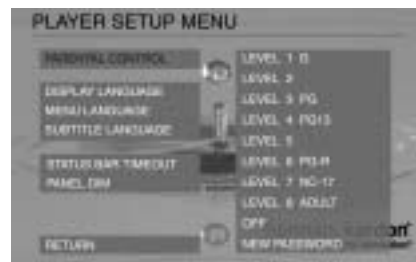 PLAYER SETUP MENU
PARENTAL CONTROL
DISPLAY LANGUAGE
MENU LANGUAGE
SUBTITLE LANGUAGE
STATUS BAR TIMEOUT
PANEL DIM
RETURN
LEVEL 1 G
LEVEL 2
LEVEL 3 PG
LEVEL 4 PG13
LEVEL 5
LEVEL 6 PG-R
LEVEL 7 NC-17
LEVEL 8 ADULT
OFF
NEW PASSWORD